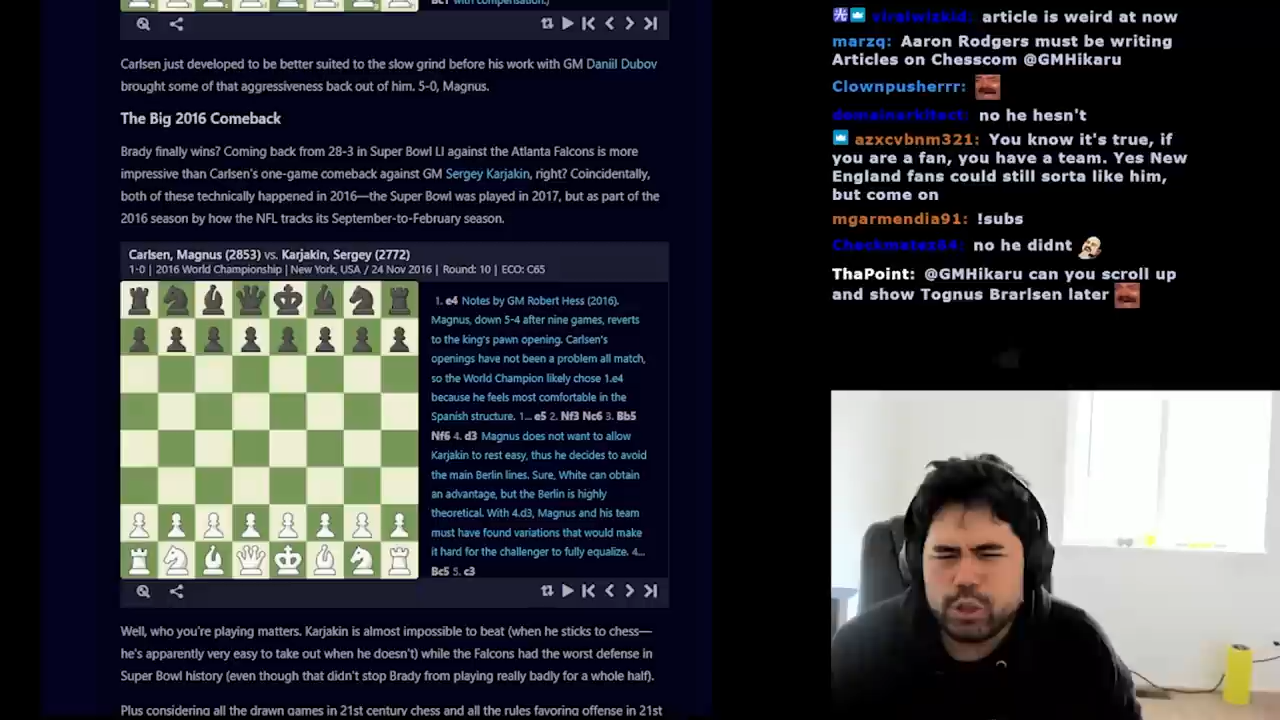 Bc1 with compensation.)
Carlsen just developed to be better suited to the slow grind before his work with GM Daniil Dubov
brought some of that aggressiveness back out of him. 5-0, Magnus.
The Big 2016 Comeback
Brady finally wins? Coming back from 28-3 in Super Bowl LI against the Atlanta Falcons is more
impressive than Carlsen's one-game comeback against GM Sergey Karjakin, right? Coincidentally,
both of these technically happened in 2016—the Super Bowl was played in 2017, but as part of the
2016 season by how the NFL tracks its September-to-February season.
Carlsen, Magnus (2853) vs. Karjakin, Sergey (2772)
1-0 | 2016 World Championship | New York, USA / 24 Nov 2016 | Round: 10 | ECO: C65
1. e4 Notes by GM Robert Hess (2016).
Magnus, down 5-4 after nine games, reverts
to the king's pawn opening. Carlsen's
openings have not been a problem all match,
so the World Champion likely chose 1.e4
because he feels most comfortable in the
Spanish structure. 1... e5 2. Nf3 Nc6 3. Bb5
Nf6 4. d3 Magnus does not want to allow
Karjakin to rest easy, thus he decides to avoid
the main Berlin lines. Sure, White can obtain
an advantage, but the Berlin is highly
theoretical. With 4.d3, Magnus and his team
must have found variations that would make
it hard for the challenger to fully equalize. 4...
Bc5 5. c3
Well, who you're playing matters. Karjakin is almost impossible to beat (when he sticks to chess—
he's apparently very easy to take out when he doesn't) while the Falcons had the worst defense in
Super Bowl history (even though that didn't stop Brady from playing really badly for a whole half).
Plus considering all the drawn games in 21st century chess and all the rules favoring offense in 21st
viralwizkid: article is weird at now
marzq: Aaron Rodgers must be writing
Articles on Chesscom @GMHikaru
Clownpusherrr:
domainarkitect: no he hesn't
azxcvbnm321: You know it's true, if
you are a fan, you have a team. Yes New
England fans could still sorta like him,
but come on
mgarmendia91: !subs
Checkmatez64: no he didnt
ThaPoint: @GMHikaru can you scroll up
and show Tognus Brarlsen later